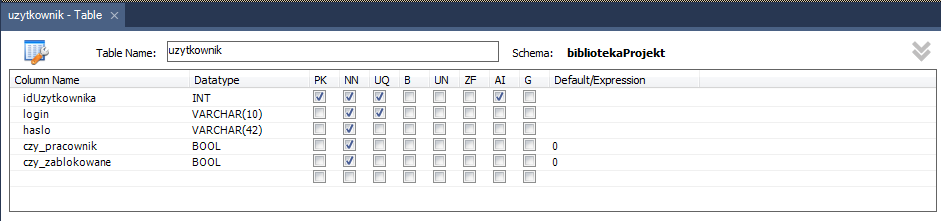 uzytkownik - Table
Table Name: uzytkownik Schema: bibliotekaProjekt
Column Name Datatype PK NN UQ B UN ZF AI G Default/Expression
idUzytkownika INT
login VARCHAR(10)
haslo VARCHAR(42)
czy_pracownik BOOL 0
czy_zablokowane BOOL 0